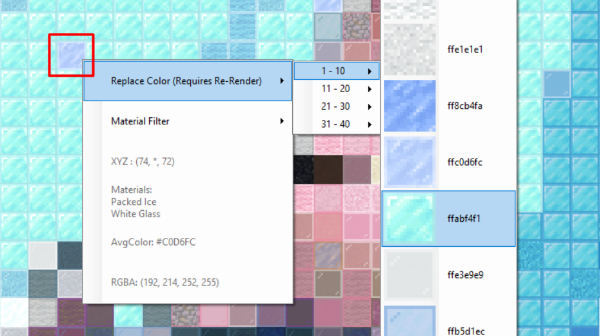 Replace Color (Requires Re-Render)
Material Filter
XYZ : (74, *, 72)
Materials:
Packed Ice
White Glass
AvgColor: #C0D6FC
RGBA: (192, 214, 252, 255)
1 - 10
11 - 20
21 - 30
31 - 40
ffe1e1e1
ff8cb4fa
ffc0d6fc
ffabf4f1
ffe3e9e9
ffb5d1ec